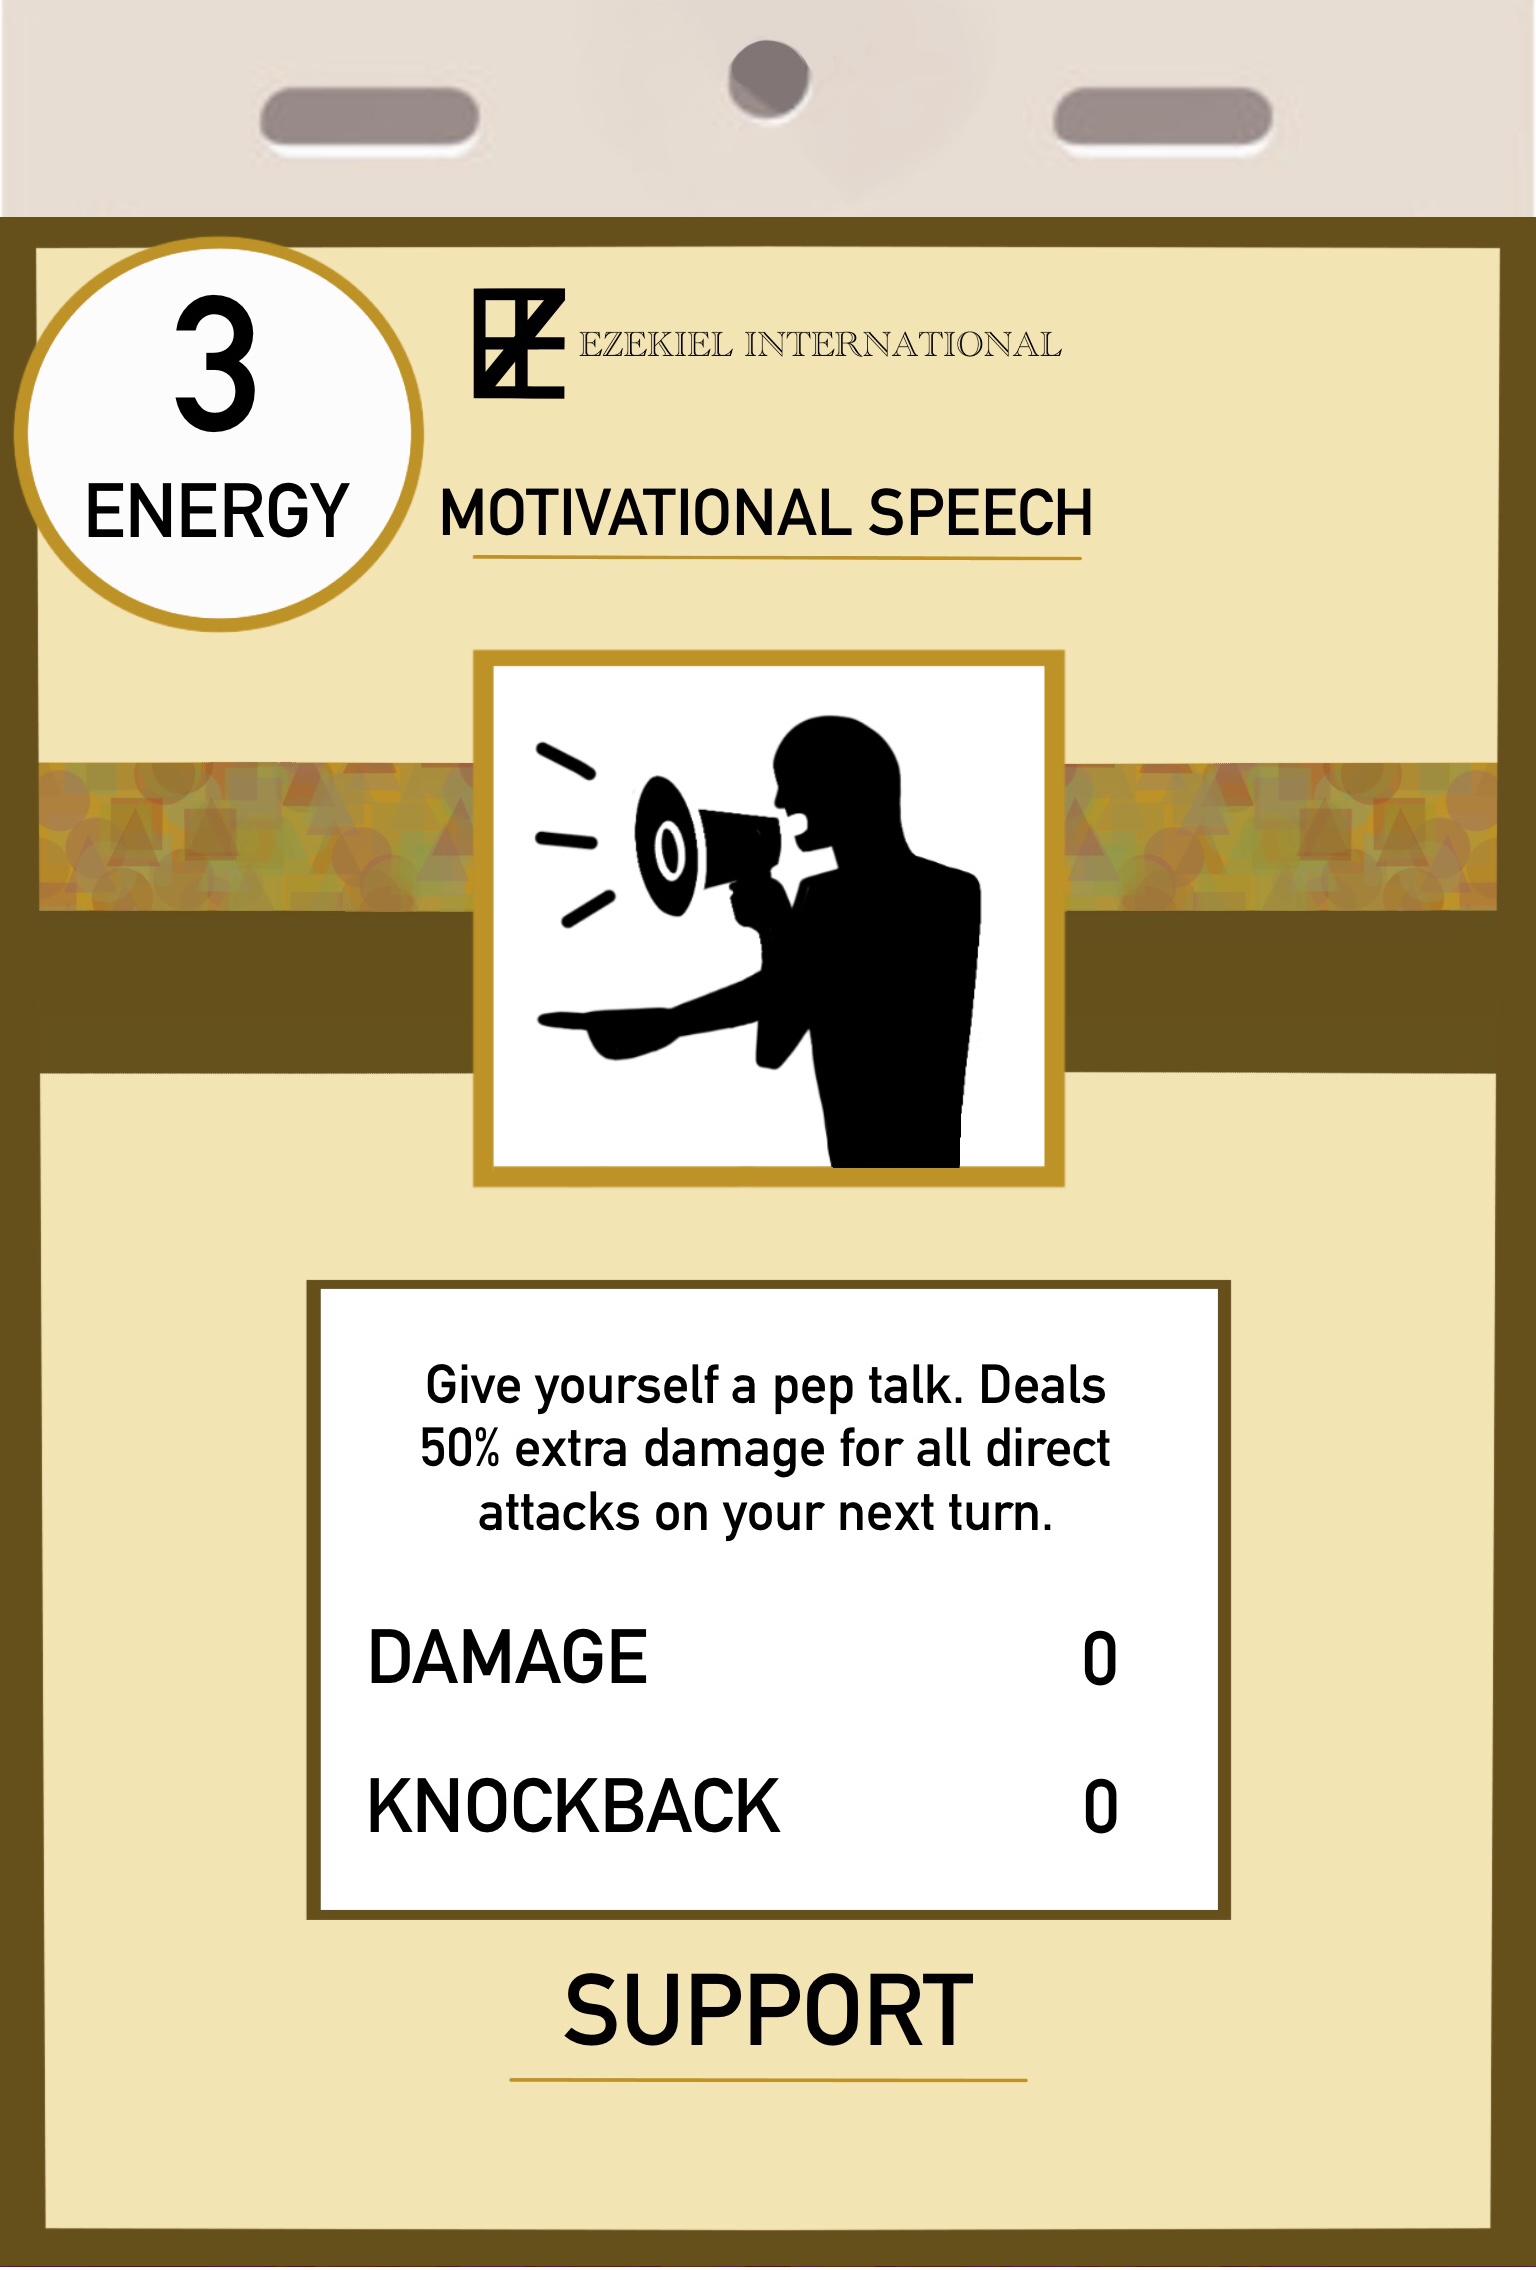 3
ENERGY
EZEKIEL INTERNATIONAL
MOTIVATIONAL SPEECH
Give yourself a pep talk. Deals
50% extra damage for all direct
attacks on your next turn.
DAMAGE 0
KNOCKBACK 0
SUPPORT